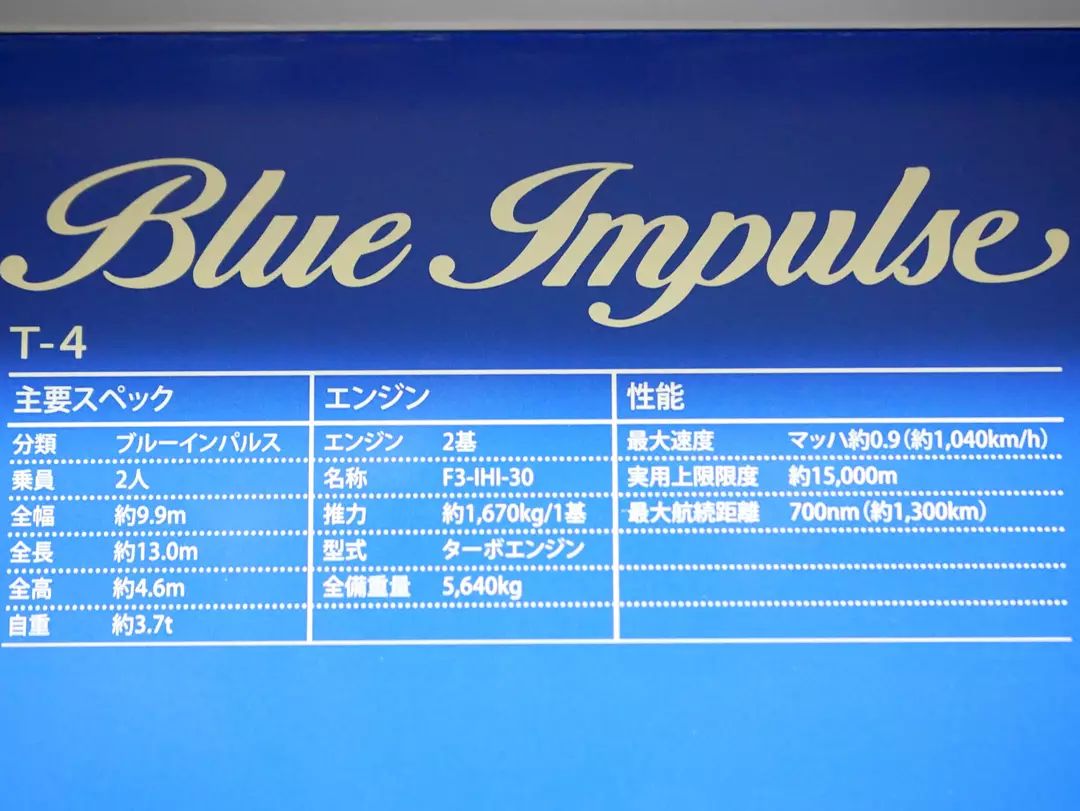 Blue Impulse
T-4
主要スペック エンジン 性能
分類 ブルーインパルス エンジン 2基 最大速度 マッハ約0.9(約1,040km/h)
乗員 2人 名称 F3-IHI-30 実用上限限度 約15,000m
全幅 約9.9m 推力 約1,670kg/1基 最大航続距離 700nm(約1,300km)
全長 約13.0m 型式 ターボエンジン
全高 約4.6m 全備重量 5,640kg
自重 約3.7t